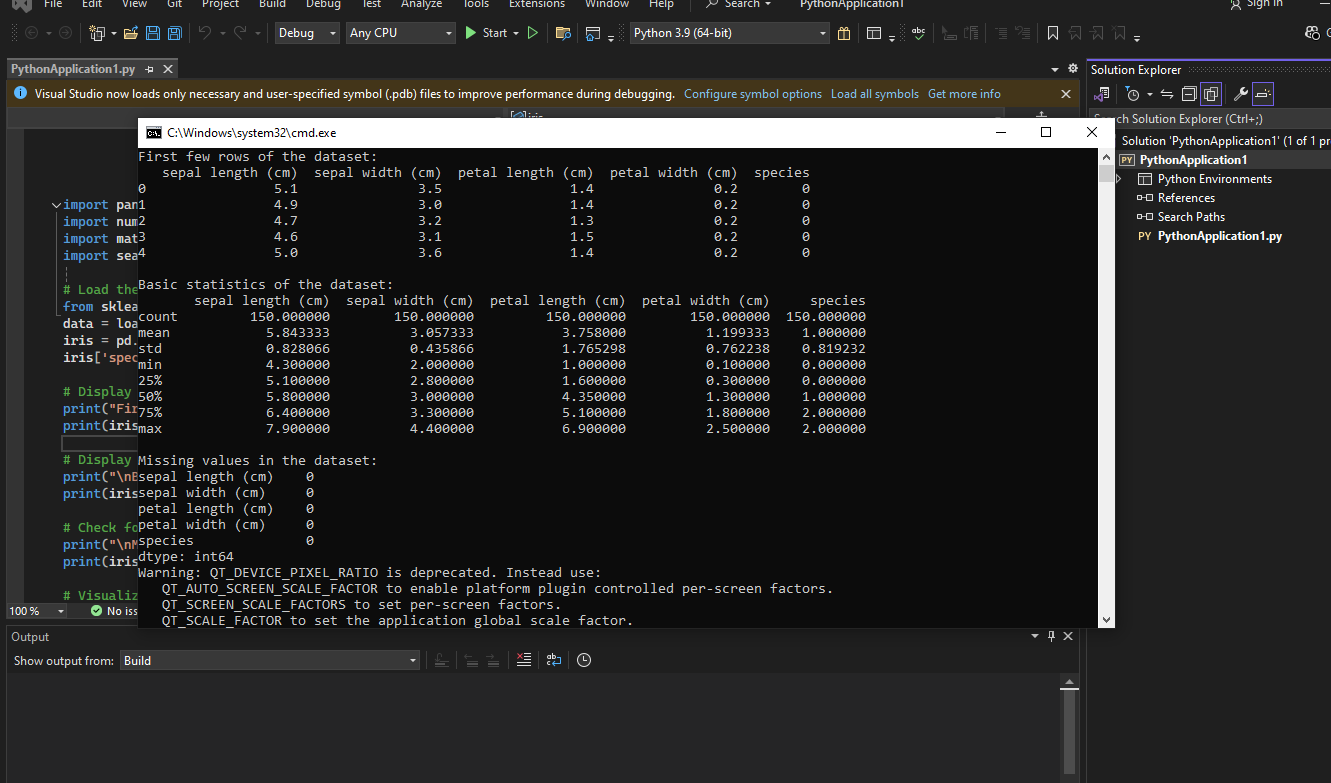 File Edit View Git Project Build Debug Test Analyze Tools Extensions Window Help Search PythonApplication1 Sign in
Debug Any CPU Start Python 3.9 (64-bit)
PythonApplication1.py
Visual Studio now loads only necessary and user-specified symbol (.pdb) files to improve performance during debugging. Configure symbol options Load all symbols Get more info
iris
C:\Windows\system32\cmd.exe
First few rows of the dataset:
sepal length (cm) sepal width (cm) petal length (cm) petal width (cm) species
0 5.1 3.5 1.4 0.2 0
1 4.9 3.0 1.4 0.2 0
2 4.7 3.2 1.3 0.2 0
3 4.6 3.1 1.5 0.2 0
4 5.0 3.6 1.4 0.2 0
Basic statistics of the dataset:
sepal length (cm) sepal width (cm) petal length (cm) petal width (cm) species
count 150.000000 150.000000 150.000000 150.000000 150.000000
mean 5.843333 3.057333 3.758000 1.199333 1.000000
std 0.828066 0.435866 1.765298 0.762238 0.819232
min 4.300000 2.000000 1.000000 0.100000 0.000000
25% 5.100000 2.800000 1.600000 0.300000 0.000000
50% 5.800000 3.000000 4.350000 1.300000 1.000000
75% 6.400000 3.300000 5.100000 1.800000 2.000000
max 7.900000 4.400000 6.900000 2.500000 2.000000
Missing values in the dataset:
sepal length (cm) 0
sepal width (cm) 0
petal length (cm) 0
petal width (cm) 0
species 0
dtype: int64
Warning: QT_DEVICE_PIXEL_RATIO is deprecated. Instead use:
QT_AUTO_SCREEN_SCALE_FACTOR to enable platform plugin controlled per-screen factors.
QT_SCREEN_SCALE_FACTORS to set per-screen factors.
QT_SCALE_FACTOR to set the application global scale factor.
import pan
import num
import mat
import sea
# Load the
from sklea
data = loa
iris = pd.
iris['spec
# Display
print("Fir
print(iris
# Display
print("\nB
print(iris
# Check fo
print("\nM
print(iris
# Visualiz
100 % No iss
Output
Show output from: Build
Solution Explorer
ch Solution Explorer (Ctrl+;)
Solution 'PythonApplication1' (1 of 1 pr
PY PythonApplication1
Python Environments
References
Search Paths
PY PythonApplication1.py